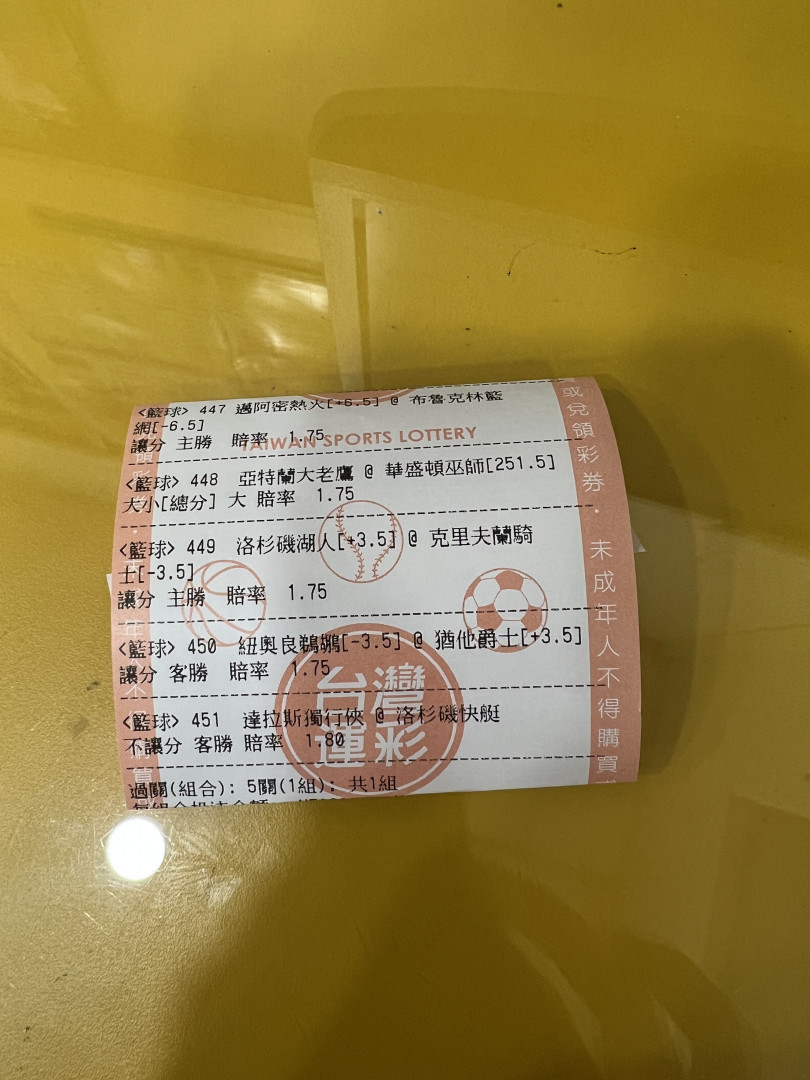 <籃球> 447 邁阿密熱火[+6.5] @ 布魯克林籃
網[-6.5]
讓分 主勝 賠率 1.75
TAIWAN SPORTS LOTTERY
<籃球> 448 亞特蘭大老鷹 @ 華盛頓巫師[251.5]
大小[總分] 大 賠率 1.75
<籃球> 449 洛杉磯湖人[+3.5] @ 克里夫蘭騎
士[-3.5]
讓分 主勝 賠率 1.75
<籃球> 450 紐奧良鵜鶘[-3.5] @ 猶他爵士[+3.5]
讓分 客勝 賠率 1.75
<籃球> 451 達拉斯獨行俠 @ 洛杉磯快艇
不讓分 客勝 賠率 1.80
台灣
運彩
過關(組合): 5關(1組): 共1組
或兌領彩券．未成年人不得購買